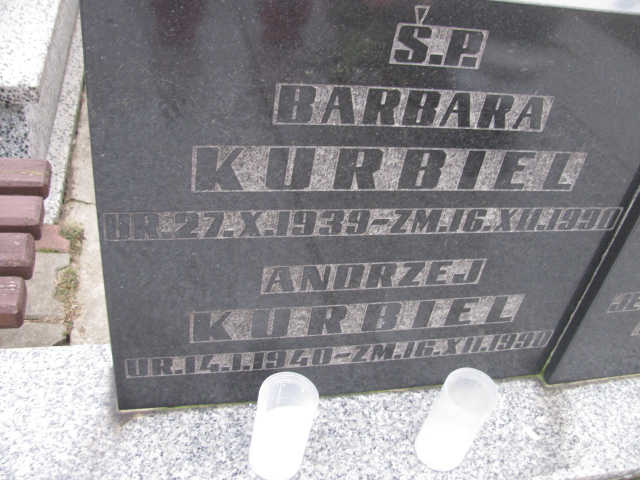 Ś.P.
BARBARA
KURBIEL
UR.27.X.1939-ZM.16.XII.1990
ANDRZEJ
KURBIEL
UR.14.I.1940-ZM.16.XII.1990